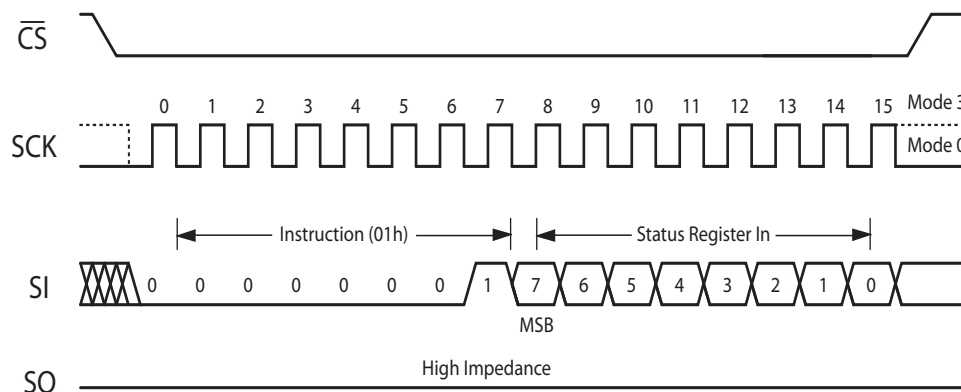 CS
0 1 2 3 4 5 6 7 8 9 10 11 12 13 14 15 Mode 3
SCK
Mode 0
Instruction (01h) Status Register In
SI 0 0 0 0 0 0 0 1 7 6 5 4 3 2 1 0
MSB
High Impedance
SO